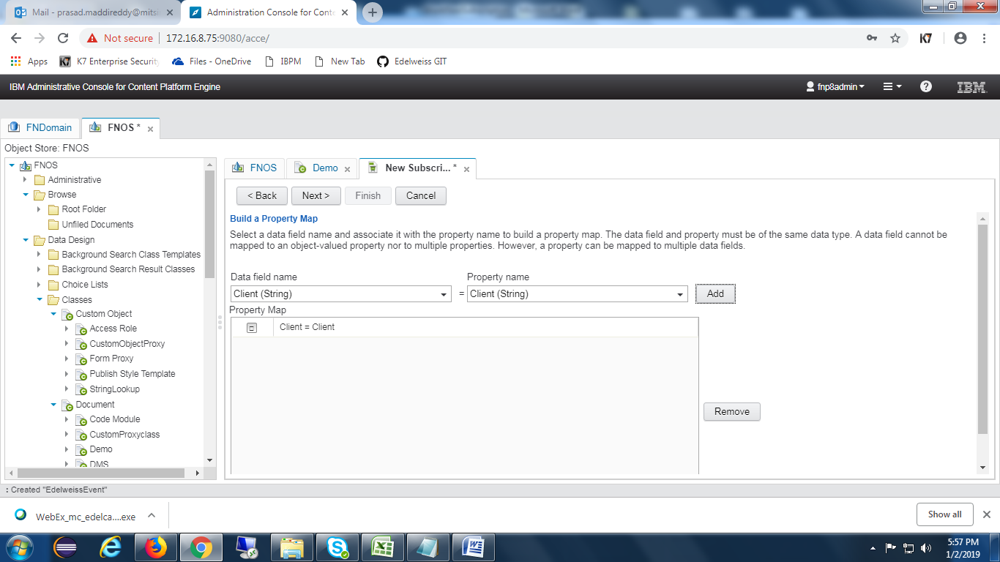 Mail - prasad.maddireddy@mitsi
Administration Console for Conte
Not secure
172.16.8.75:9080/acce/
K7
Apps
K7 Enterprise Security
Files - OneDrive
IBPM
New Tab
Edelweiss GIT
IBM Administrative Console for Content Platform Engine
fnp8admin
?
IBM.
FNDomain
FNOS *
Object Store: FNOS
FNOS
Administrative
Browse
Root Folder
Unfiled Documents
Data Design
Background Search Class Templates
Background Search Result Classes
Choice Lists
Classes
Custom Object
Access Role
CustomObjectProxy
Form Proxy
Publish Style Template
StringLookup
Document
Code Module
CustomProxyclass
Demo
DMS
FNOS
Demo
New Subscri... *
< Back
Next >
Finish
Cancel
Build a Property Map
Select a data field name and associate it with the property name to build a property map. The data field and property must be of the same data type. A data field cannot be
mapped to an object-valued property nor to multiple properties. However, a property can be mapped to multiple data fields.
Data field name
Property name
Client (String)
=
Client (String)
Add
Property Map
Client = Client
Remove
: Created "EdelweissEvent"
WebEx_mc_edelca....exe
Show all
5:57 PM
1/2/2019